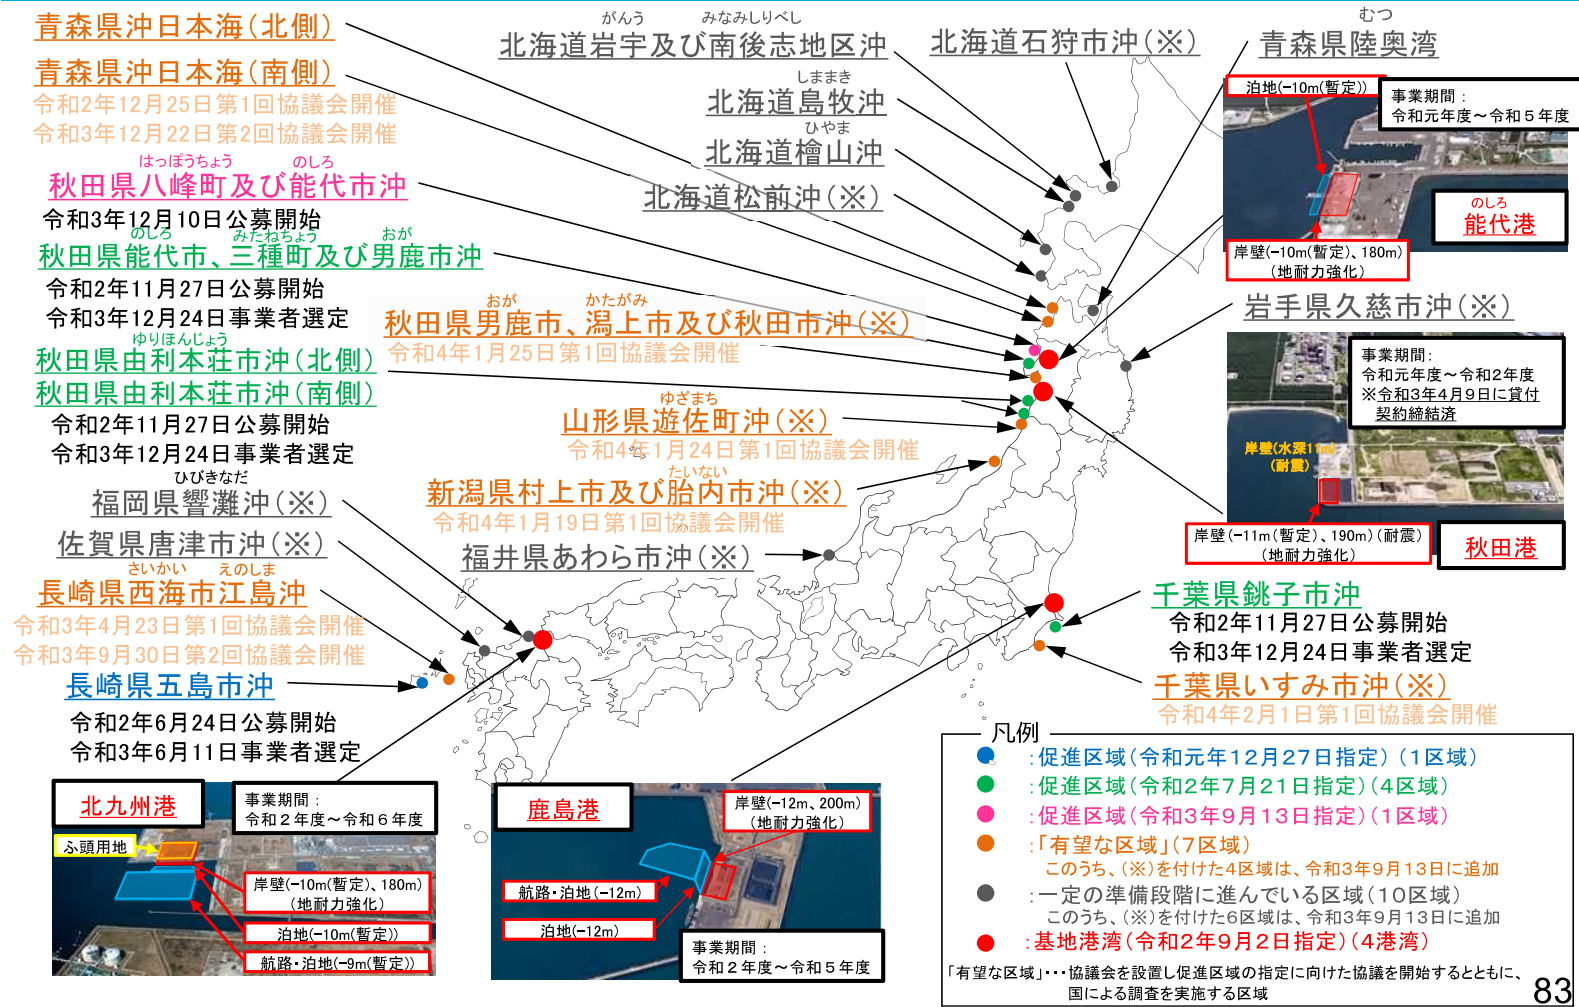 青森県沖日本海(北側)
青森県沖日本海(南側)
令和2年12月25日第1回協議会開催
令和3年12月22日第2回協議会開催
はっぽうちょう のしろ
秋田県八峰町及び能代市沖
令和3年12月10日公募開始
のしろ みたねちょう おが
秋田県能代市、三種町及び男鹿市沖
令和2年11月27日公募開始
令和3年12月24日事業者選定
ゆりほんじょう
秋田県由利本荘市沖(北側)
秋田県由利本荘市沖(南側)
令和2年11月27日公募開始
令和3年12月24日事業者選定
ひびきなだ
福岡県響灘沖(※)
佐賀県唐津市沖(※)
さいかい えのしま
長崎県西海市江島沖
令和3年4月23日第1回協議会開催
令和3年9月30日第2回協議会開催
長崎県五島市沖
令和2年6月24日公募開始
令和3年6月11日事業者選定
がんう みなみしりべし
北海道岩宇及び南後志地区沖
しままき
北海道島牧沖
ひやま
北海道檜山沖
北海道松前沖(※)
北海道石狩市沖(※)
むつ
青森県陸奥湾
おが かたがみ
秋田県男鹿市、潟上市及び秋田市沖(※)
令和4年1月25日第1回協議会開催
ゆざまち
山形県遊佐町沖(※)
令和4年1月24日第1回協議会開催
たいない
新潟県村上市及び胎内市沖(※)
令和4年1月19日第1回協議会開催
福井県あわら市沖(※)
泊地(-10m(暫定))
事業期間:
令和元年度~令和5年度
のしろ
能代港
岸壁(-10m(暫定)、180m)
(地耐力強化)
岩手県久慈市沖(※)
事業期間:
令和元年度~令和2年度
※令和3年4月9日に貸付
契約締結済
岸壁(水深11m)
(耐震)
岸壁(-11m(暫定)、190m)(耐震)
(地耐力強化)
秋田港
千葉県銚子市沖
令和2年11月27日公募開始
令和3年12月24日事業者選定
千葉県いすみ市沖(※)
令和4年2月1日第1回協議会開催
北九州港
事業期間:
令和2年度~令和6年度
ふ頭用地
岸壁(-10m(暫定)、180m)
(地耐力強化)
泊地(-10m(暫定))
航路・泊地(-9m(暫定))
鹿島港
岸壁(-12m、200m)
(地耐力強化)
航路・泊地(-12m)
泊地(-12m)
事業期間:
令和2年度~令和5年度
凡例
:促進区域(令和元年12月27日指定)(1区域)
:促進区域(令和2年7月21日指定)(4区域)
:促進区域(令和3年9月13日指定)(1区域)
:「有望な区域」(7区域)
このうち、(※)を付けた4区域は、令和3年9月13日に追加
:一定の準備段階に進んでいる区域(10区域)
このうち、(※)を付けた6区域は、令和3年9月13日に追加
:基地港湾(令和2年9月2日指定)(4港湾)
「有望な区域」・・・協議会を設置し促進区域の指定に向けた協議を開始するとともに、
国による調査を実施する区域
83